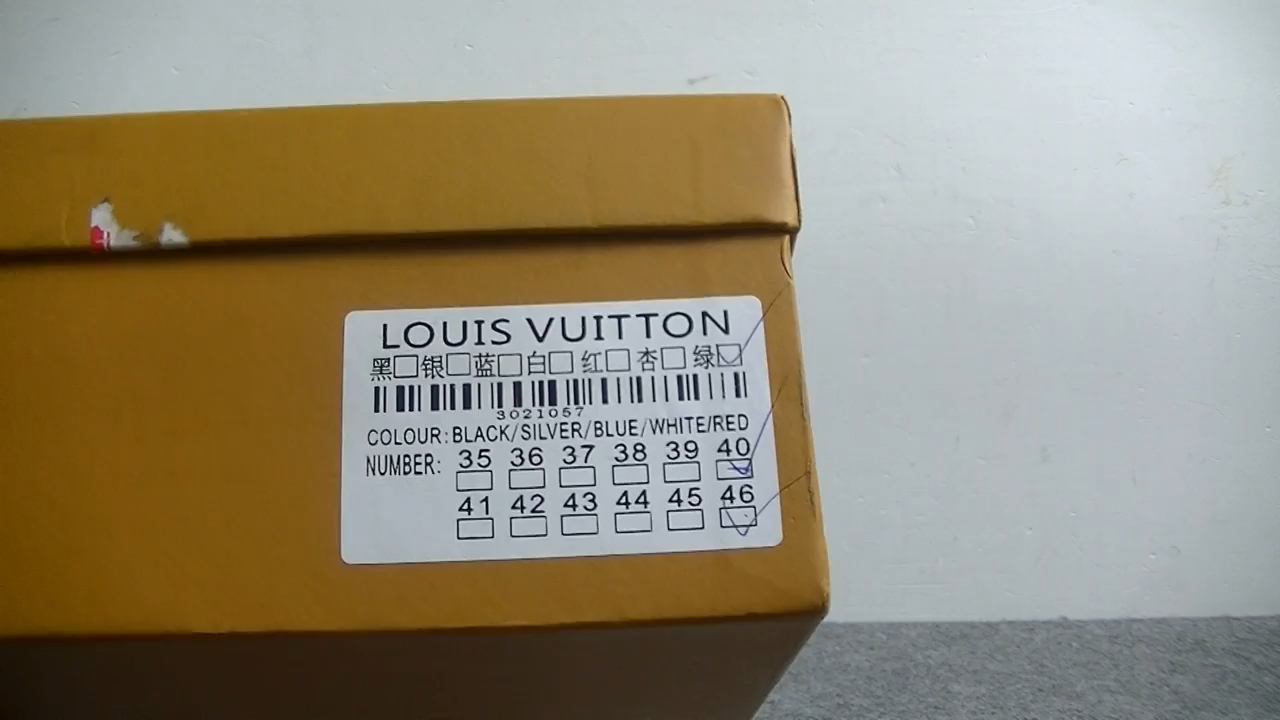 LOUIS VUITTON
黑 银 蓝 白 红 杏 绿
3021057
COLOUR:BLACK/SILVER/BLUE/WHITE/RED
NUMBER: 35 36 37 38 39 40
41 42 43 44 45 46